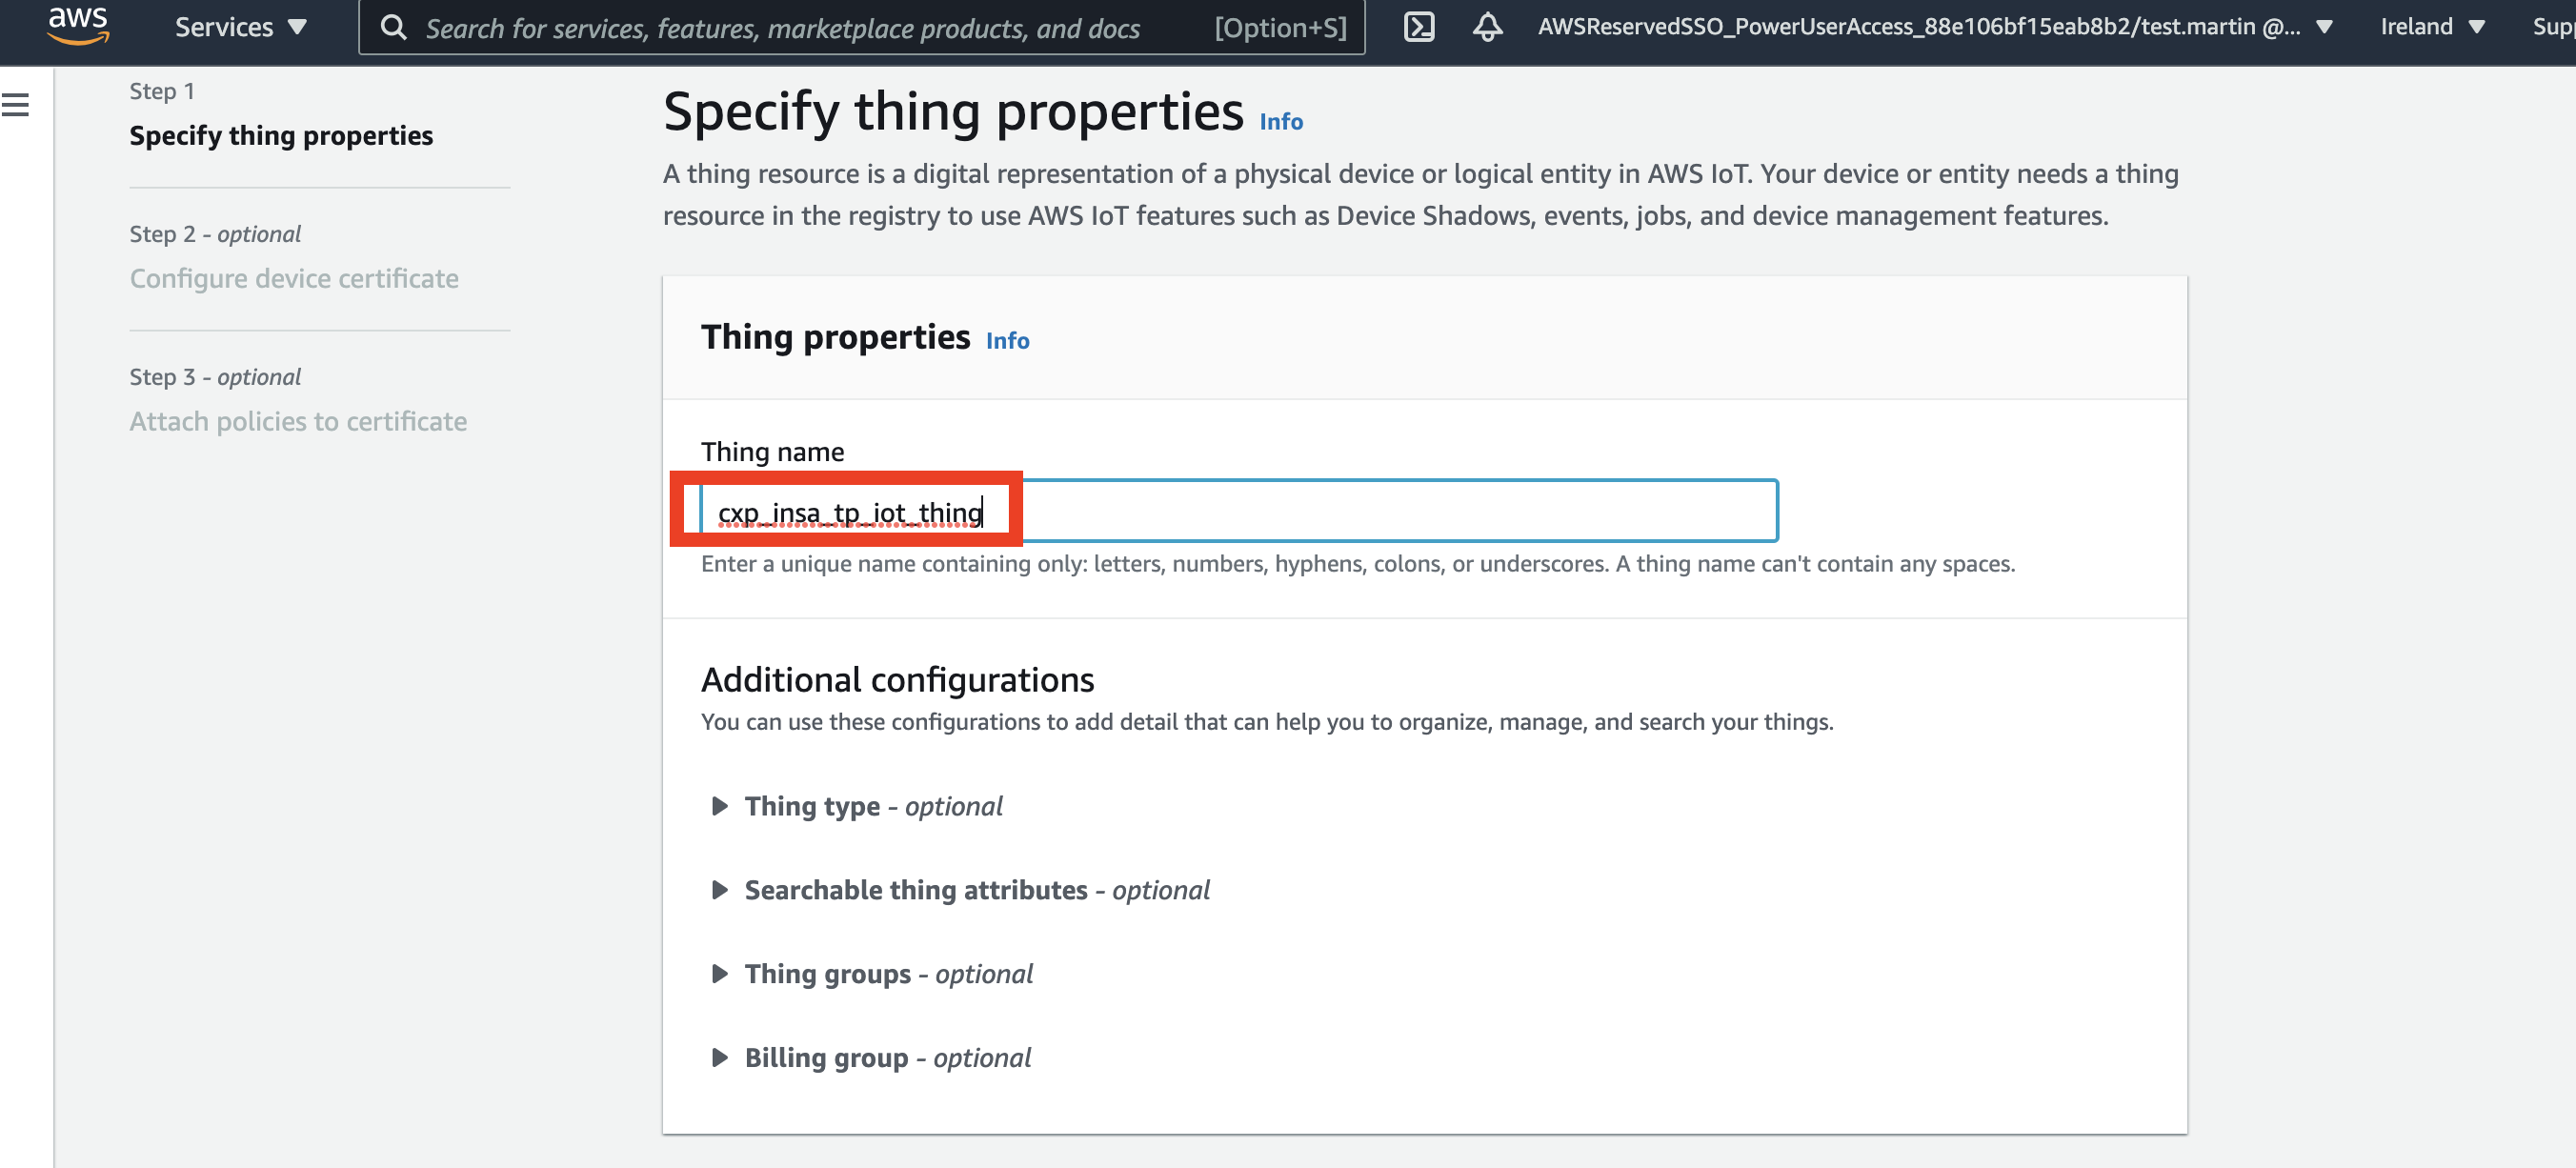 aws Services Search for services, features, marketplace products, and docs [Option+S] AWSReservedSSO_PowerUserAccess_88e106bf15eab8b2/test.martin @... Ireland
Step 1
Specify thing properties
Step 2 - optional
Configure device certificate
Step 3 - optional
Attach policies to certificate
Specify thing properties Info
A thing resource is a digital representation of a physical device or logical entity in AWS IoT. Your device or entity needs a thing
resource in the registry to use AWS IoT features such as Device Shadows, events, jobs, and device management features.
Thing properties Info
Thing name
cxp_insa_tp_iot_thing
Enter a unique name containing only: letters, numbers, hyphens, colons, or underscores. A thing name can't contain any spaces.
Additional configurations
You can use these configurations to add detail that can help you to organize, manage, and search your things.
Thing type - optional
Searchable thing attributes - optional
Thing groups - optional
Billing group - optional